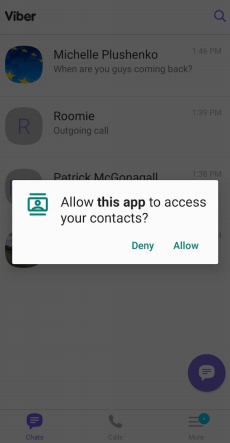 Viber
Michelle Plushenko
1:46 PM
When are you guys coming back?
Roomie
1:39 PM
Outgoing call
R
Patrick McGonagall
1:36 PM
Allow this app to access
your contacts?
Deny
Allow
Chats
Calls
More